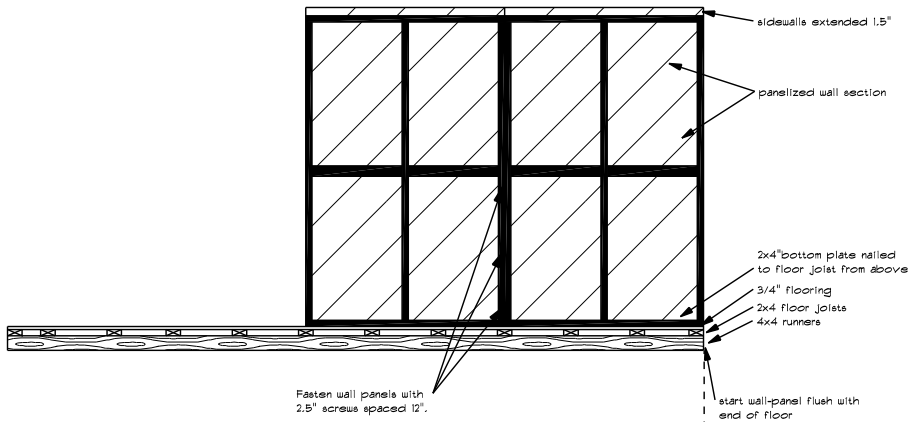 sidewalls extended 1.5"
panelized wall section
2x4"bottom plate nailed
to floor joist from above
3/4" flooring
2x4 floor joists
4x4 runners
Fasten wall panels with
2.5" screws spaced 12".
start wall-panel flush with
end of floor